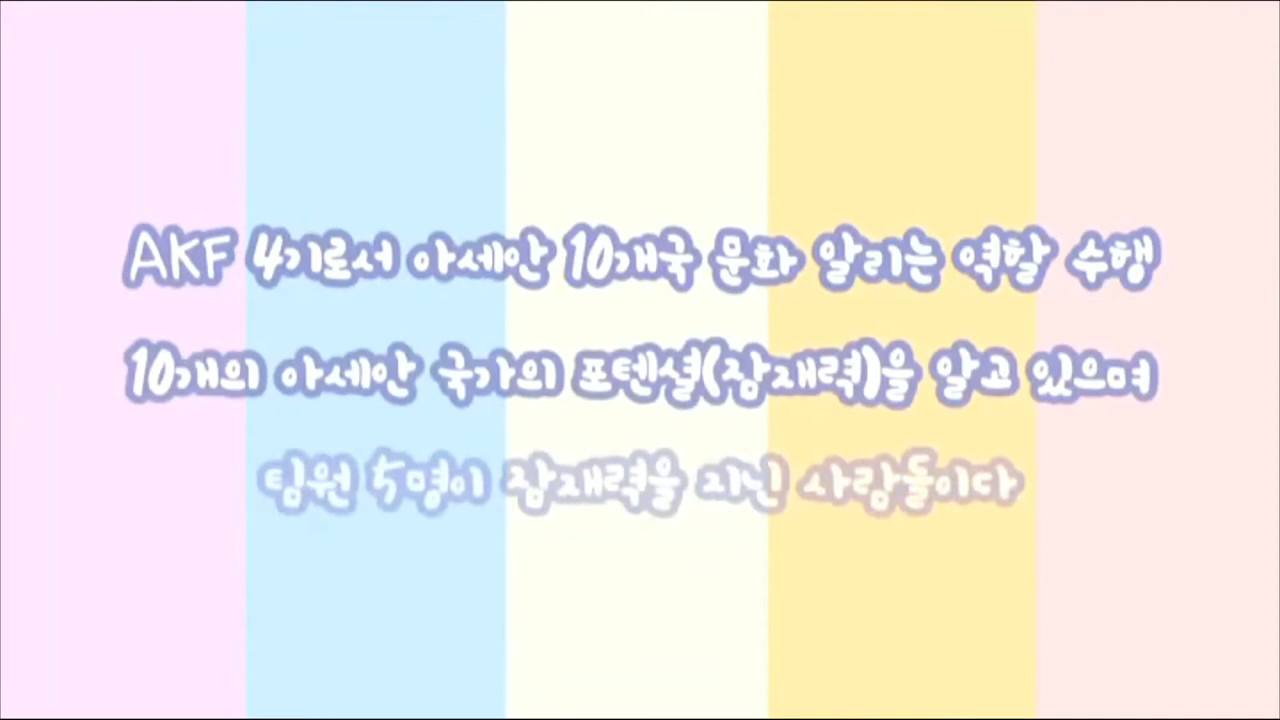 AKF 4기로서 아세안 10개국 문화 알리는 역할 수행
10개의 아세안 국가의 포텐셜(잠재력)을 알고 있으며
팀원 5명이 잠재력을 지닌 사람들이다